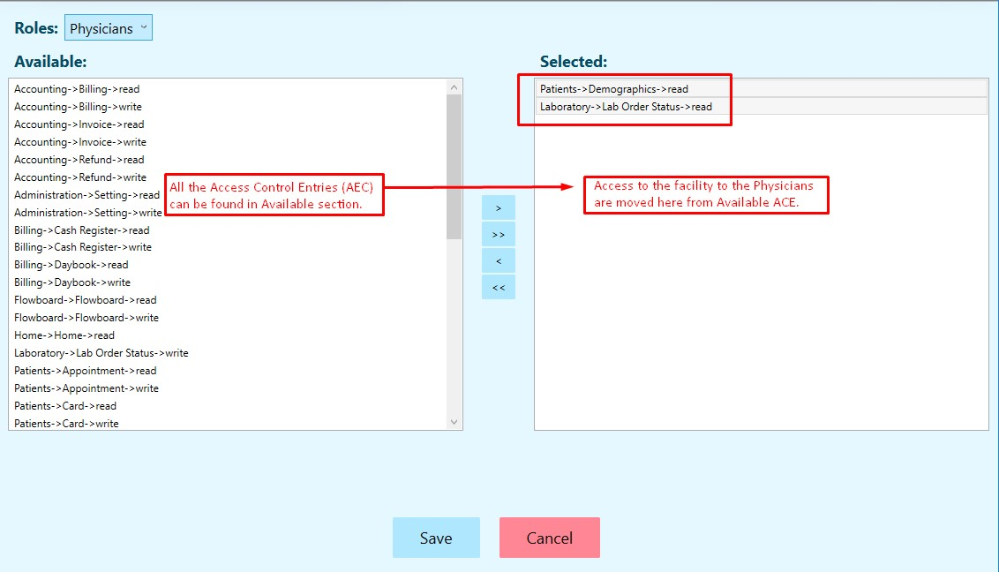 Roles: Physicians
Available:
Selected:
Accounting->Billing->read
Accounting->Billing->write
Accounting->Invoice->read
Accounting->Invoice->write
Accounting->Refund->read
Accounting->Refund->write
Administration->Setting->read
Administration->Setting->write
Billing->Cash Register->read
Billing->Cash Register->write
Billing->Daybook->read
Billing->Daybook->write
Flowboard->Flowboard->read
Flowboard->Flowboard->write
Home->Home->read
Laboratory->Lab Order Status->write
Patients->Appointment->read
Patients->Appointment->write
Patients->Card->read
Patients->Card->write
All the Access Control Entries (AEC)
can be found in Available section.
>
>>
<
<<
Patients->Demographics->read
Laboratory->Lab Order Status->read
Access to the facility to the Physicians
are moved here from Available ACE.
Save
Cancel